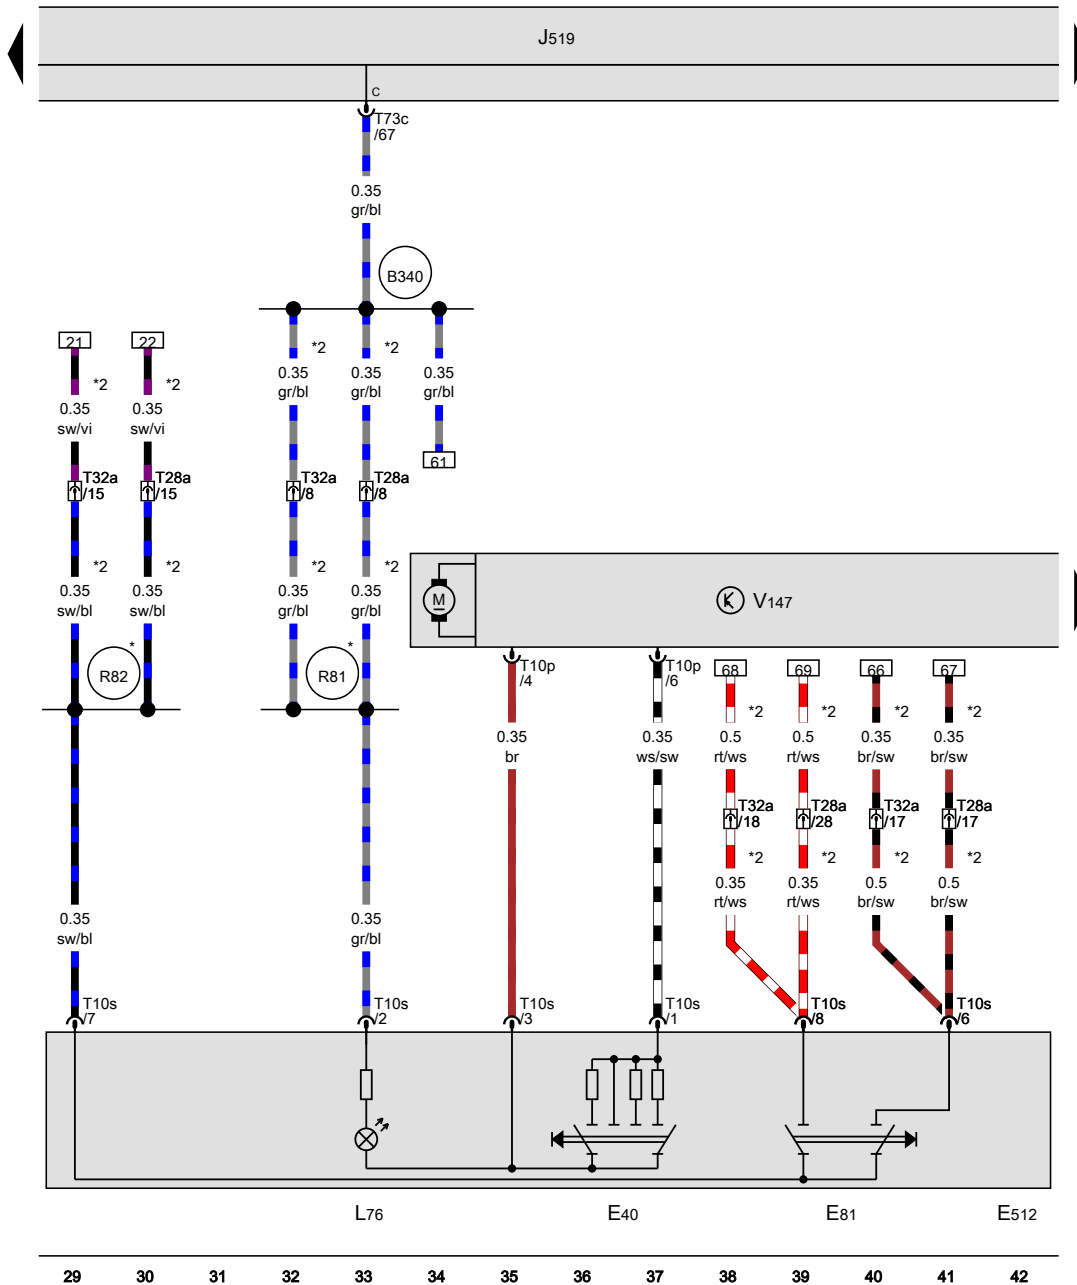 J519
c
T73c
/67
0.35
gr/bl
B340
21
22
*2
*2
*2
*2
0.35
gr/bl
0.35
gr/bl
0.35
gr/bl
0.35
sw/vi
0.35
sw/vi
61
T32a
/15
T28a
/15
T32a
/8
T28a
/8
*2
*2
*2
*2
0.35
sw/bl
0.35
sw/bl
0.35
gr/bl
0.35
gr/bl
M
V147
*
R82
*
R81
T10p
/4
T10p
/6
68
69
66
67
*2
*2
*2
*2
0.35
br
0.35
ws/sw
0.5
rt/ws
0.5
rt/ws
0.35
br/sw
0.35
br/sw
T32a
/18
T28a
/28
T32a
/17
T28a
/17
*2
*2
*2
*2
0.35
rt/ws
0.35
rt/ws
0.5
br/sw
0.5
br/sw
0.35
sw/bl
0.35
gr/bl
T10s
/7
T10s
/2
T10s
/3
T10s
/1
T10s
/8
T10s
/6
L76
E40
E81
E512
29 30 31 32 33 34 35 36 37 38 39 40 41 42